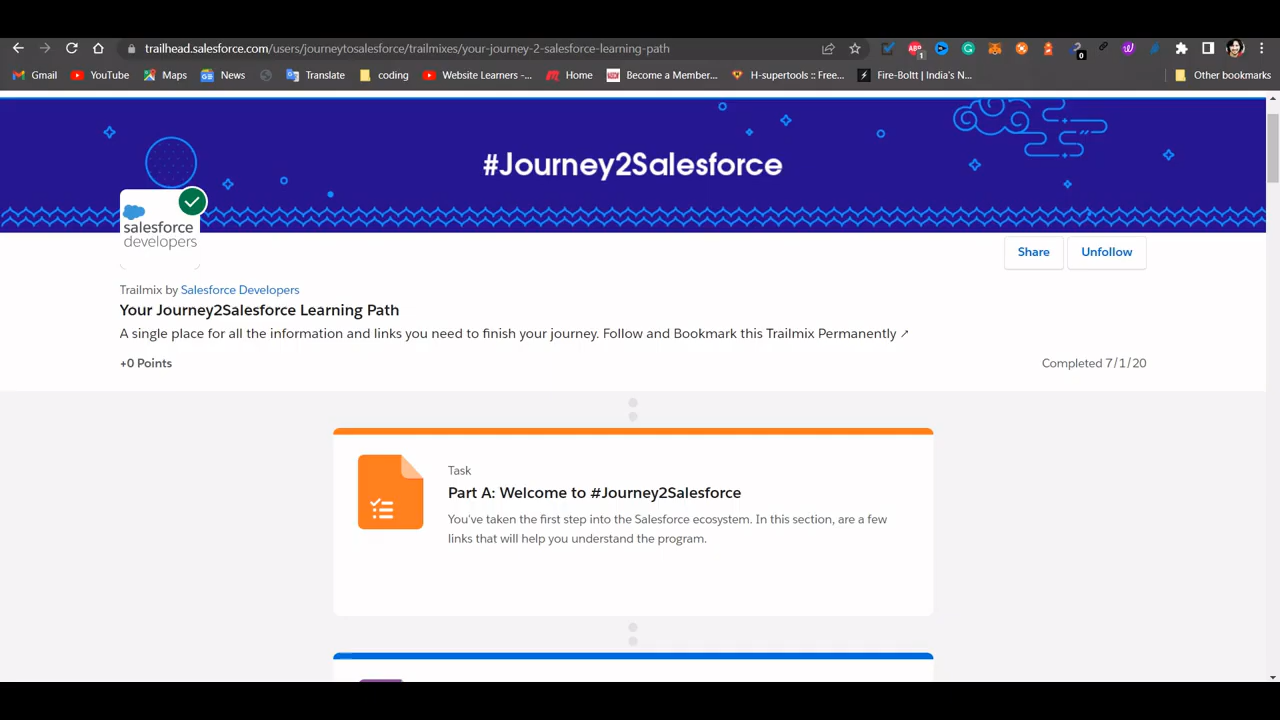 trailhead.salesforce.com/users/journeytosalesforce/trailmixes/your-journey-2-salesforce-learning-path
ABP 1 0
Gmail YouTube Maps News Translate coding Website Learners -... Home Become a Member... H-supertools :: Free... Fire-Boltt | India's N... Other bookmarks
#Journey2Salesforce
salesforce
developers
Share Unfollow
Trailmix by Salesforce Developers
Your Journey2Salesforce Learning Path
A single place for all the information and links you need to finish your journey. Follow and Bookmark this Trailmix Permanently ↗
+0 Points Completed 7/1/20
Task
Part A: Welcome to #Journey2Salesforce
You've taken the first step into the Salesforce ecosystem. In this section, are a few
links that will help you understand the program.